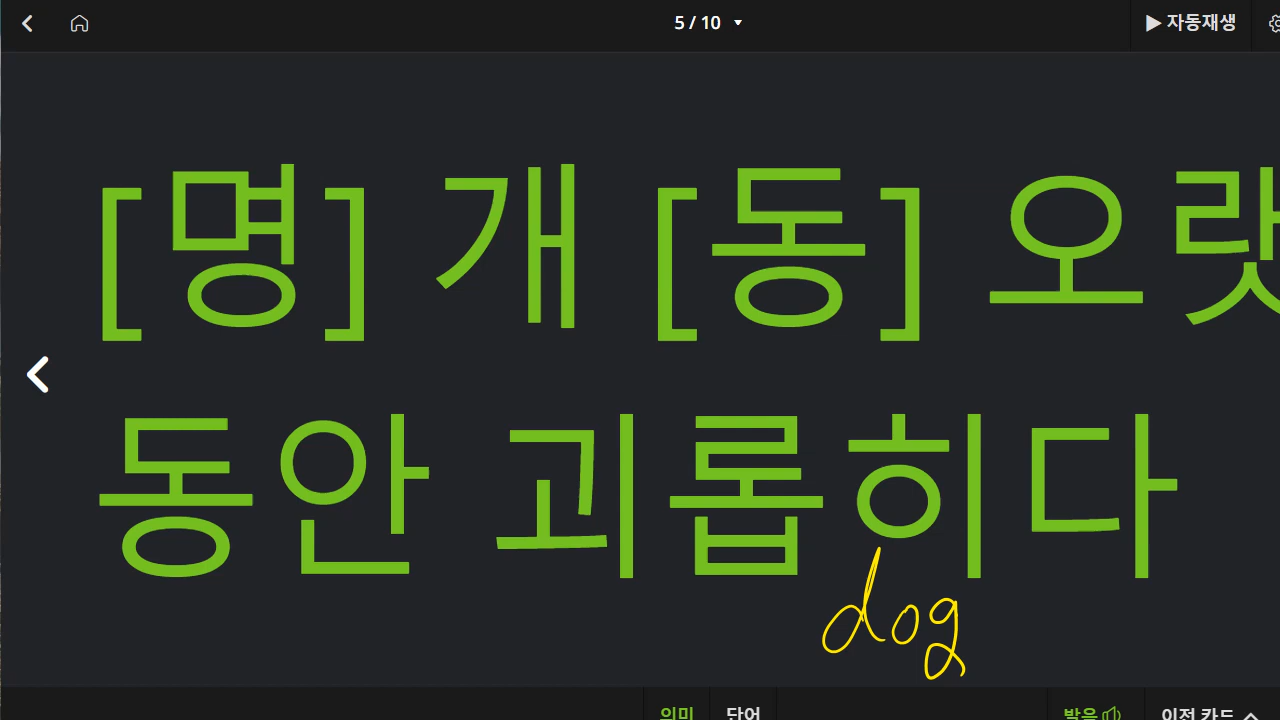 5 / 10
자동재생
[명] 개 [동] 오랫
동안 괴롭히다
dog
의미
단어
발음
이전 카드